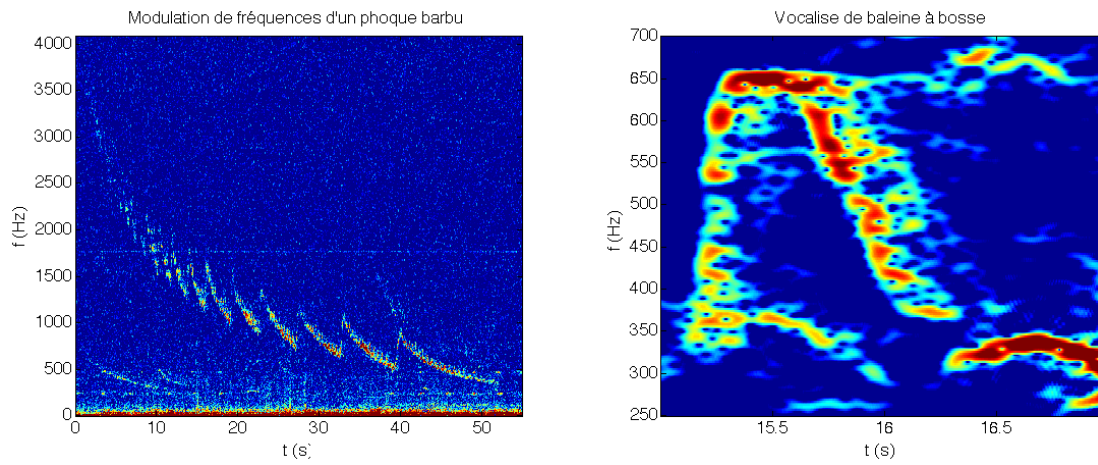 Modulation de fréquences d'un phoque barbu
4000
3500
3000
2500
2000
1500
1000
500
0
f (Hz)
0 10 20 30 40 50
t (s)
Vocalise de baleine à bosse
700
650
600
550
500
450
400
350
300
250
f (Hz)
15.5 16 16.5
t (s)